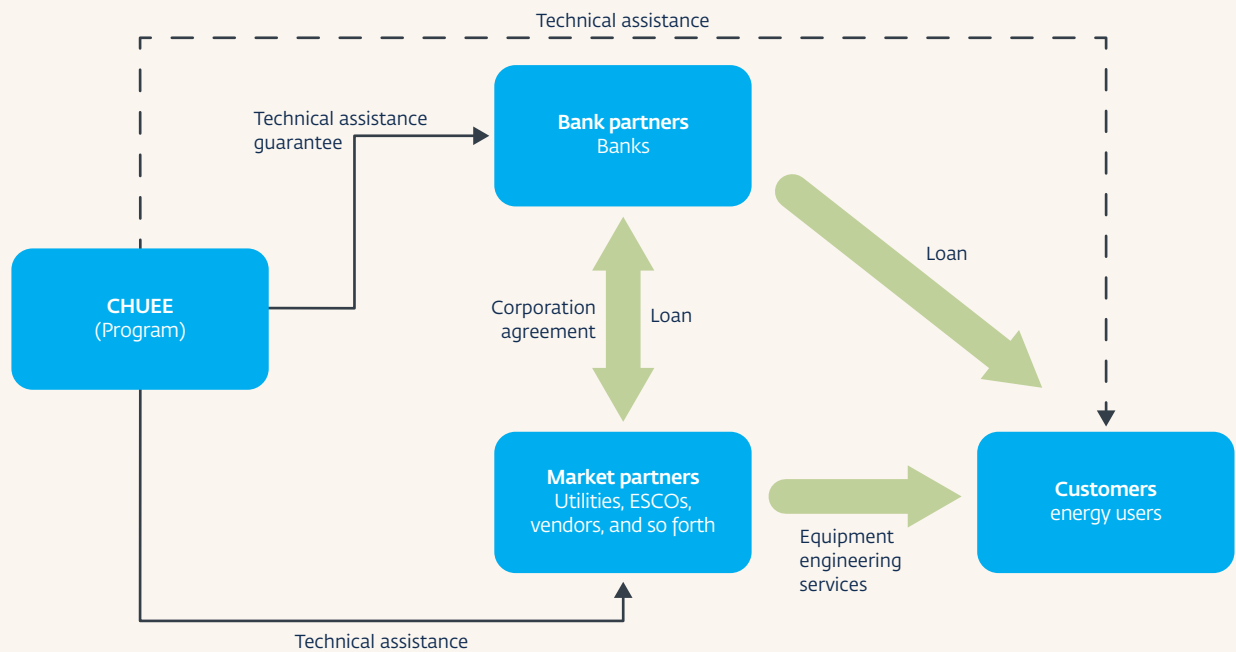 Technical assistance
Technical assistance
guarantee
Bank partners
Banks
CHUEE
(Program)
Corporation
agreement
Loan
Loan
Market partners
Utilities, ESCOs,
vendors, and so forth
Equipment
engineering
services
Customers
energy users
Technical assistance